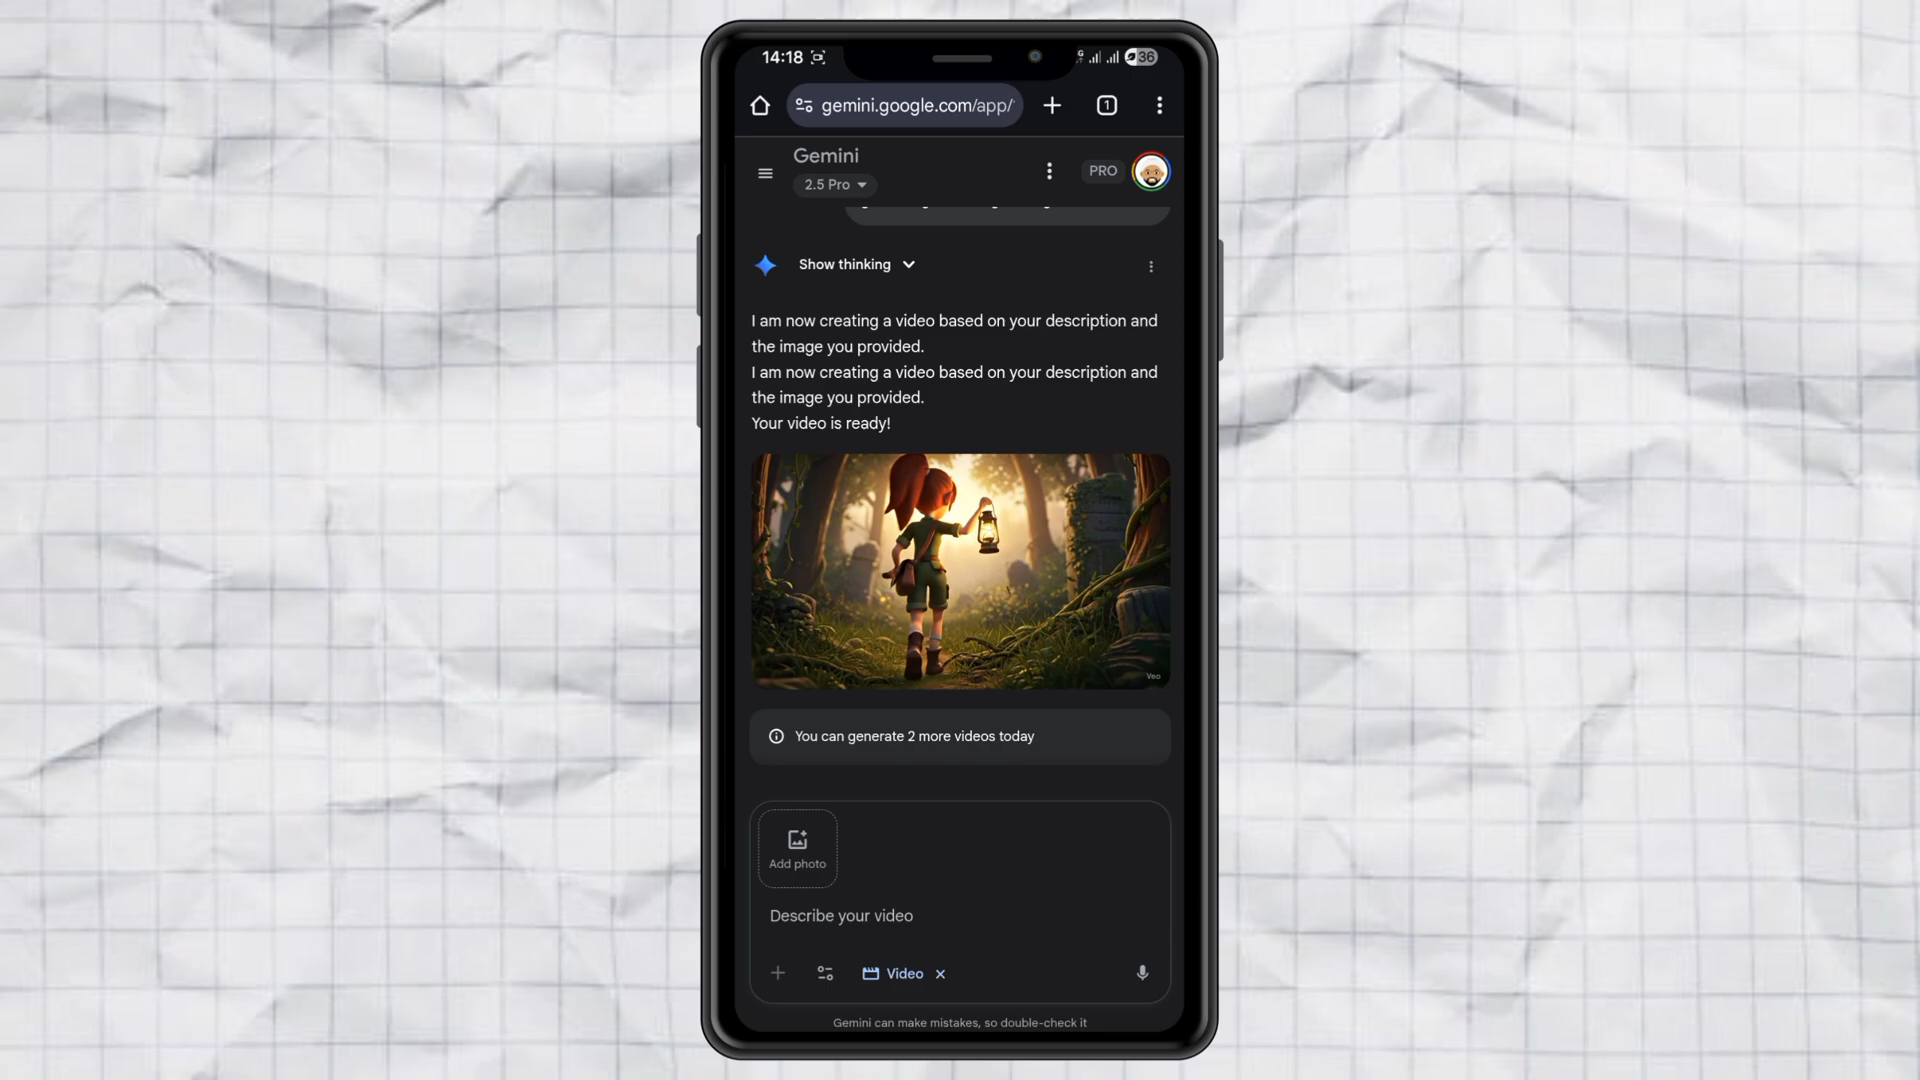 14:18
36
gemini.google.com/app/
1
Gemini
2.5 Pro
PRO
Show thinking
I am now creating a video based on your description and
the image you provided.
I am now creating a video based on your description and
the image you provided.
Your video is ready!
Veo
You can generate 2 more videos today
Add photo
Describe your video
Video
Gemini can make mistakes, so double-check it